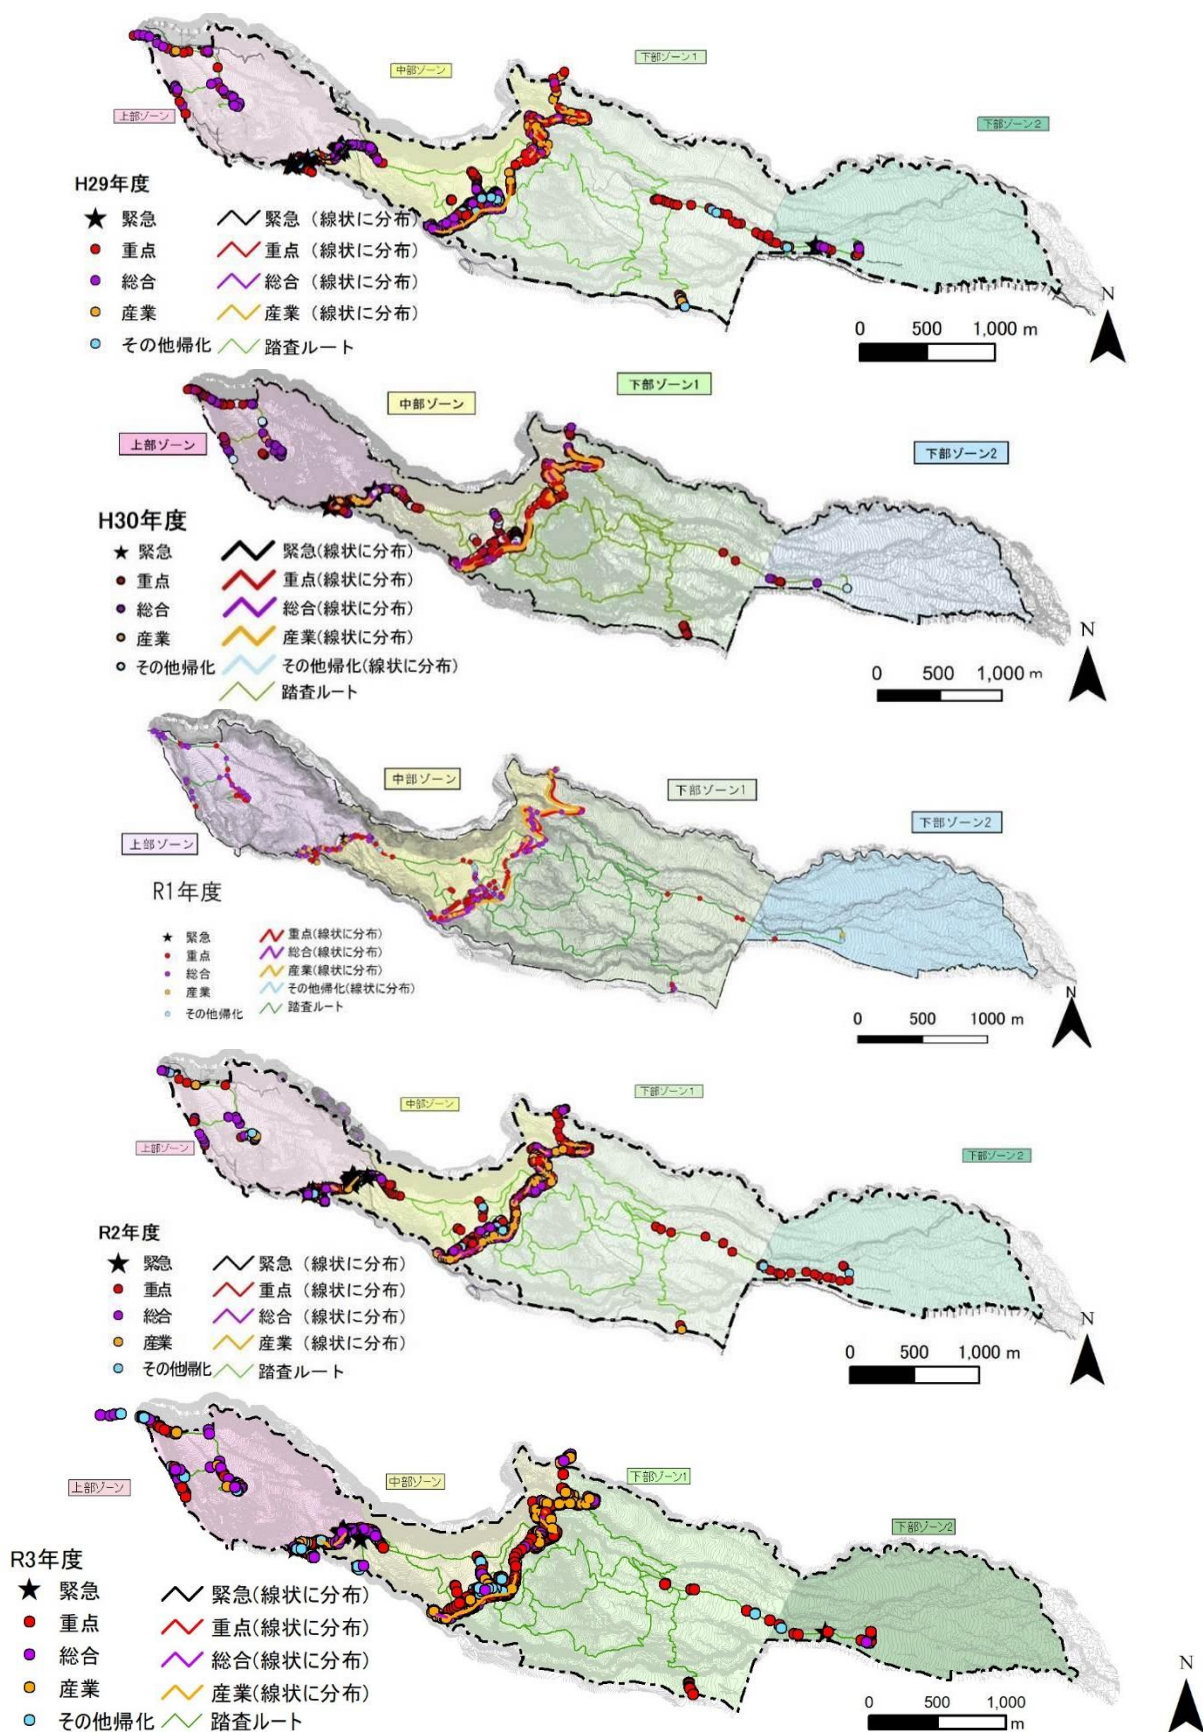 中部ゾーン
下部ゾーン1
上部ゾーン
下部ゾーン2
H29年度
緊急
緊急（線状に分布）
重点
重点（線状に分布）
総合
総合（線状に分布）
産業
産業（線状に分布）
その他帰化
踏査ルート
N
0 500 1,000 m
中部ゾーン
下部ゾーン1
上部ゾーン
下部ゾーン2
H30年度
緊急
緊急(線状に分布)
重点
重点(線状に分布)
総合
総合(線状に分布)
産業
産業(線状に分布)
その他帰化
その他帰化(線状に分布)
踏査ルート
N
0 500 1,000 m
中部ゾーン
下部ゾーン1
上部ゾーン
下部ゾーン2
R1年度
緊急
重点(線状に分布)
重点
総合(線状に分布)
総合
産業(線状に分布)
産業
その他帰化(線状に分布)
その他帰化
踏査ルート
N
0 500 1000 m
中部ゾーン
下部ゾーン1
上部ゾーン
下部ゾーン2
R2年度
緊急
緊急（線状に分布）
重点
重点（線状に分布）
総合
総合（線状に分布）
産業
産業（線状に分布）
その他帰化
踏査ルート
N
0 500 1,000 m
中部ゾーン
下部ゾーン1
上部ゾーン
下部ゾーン2
R3年度
緊急
緊急(線状に分布)
重点
重点(線状に分布)
総合
総合(線状に分布)
産業
産業(線状に分布)
その他帰化
踏査ルート
N
0 500 1,000
m